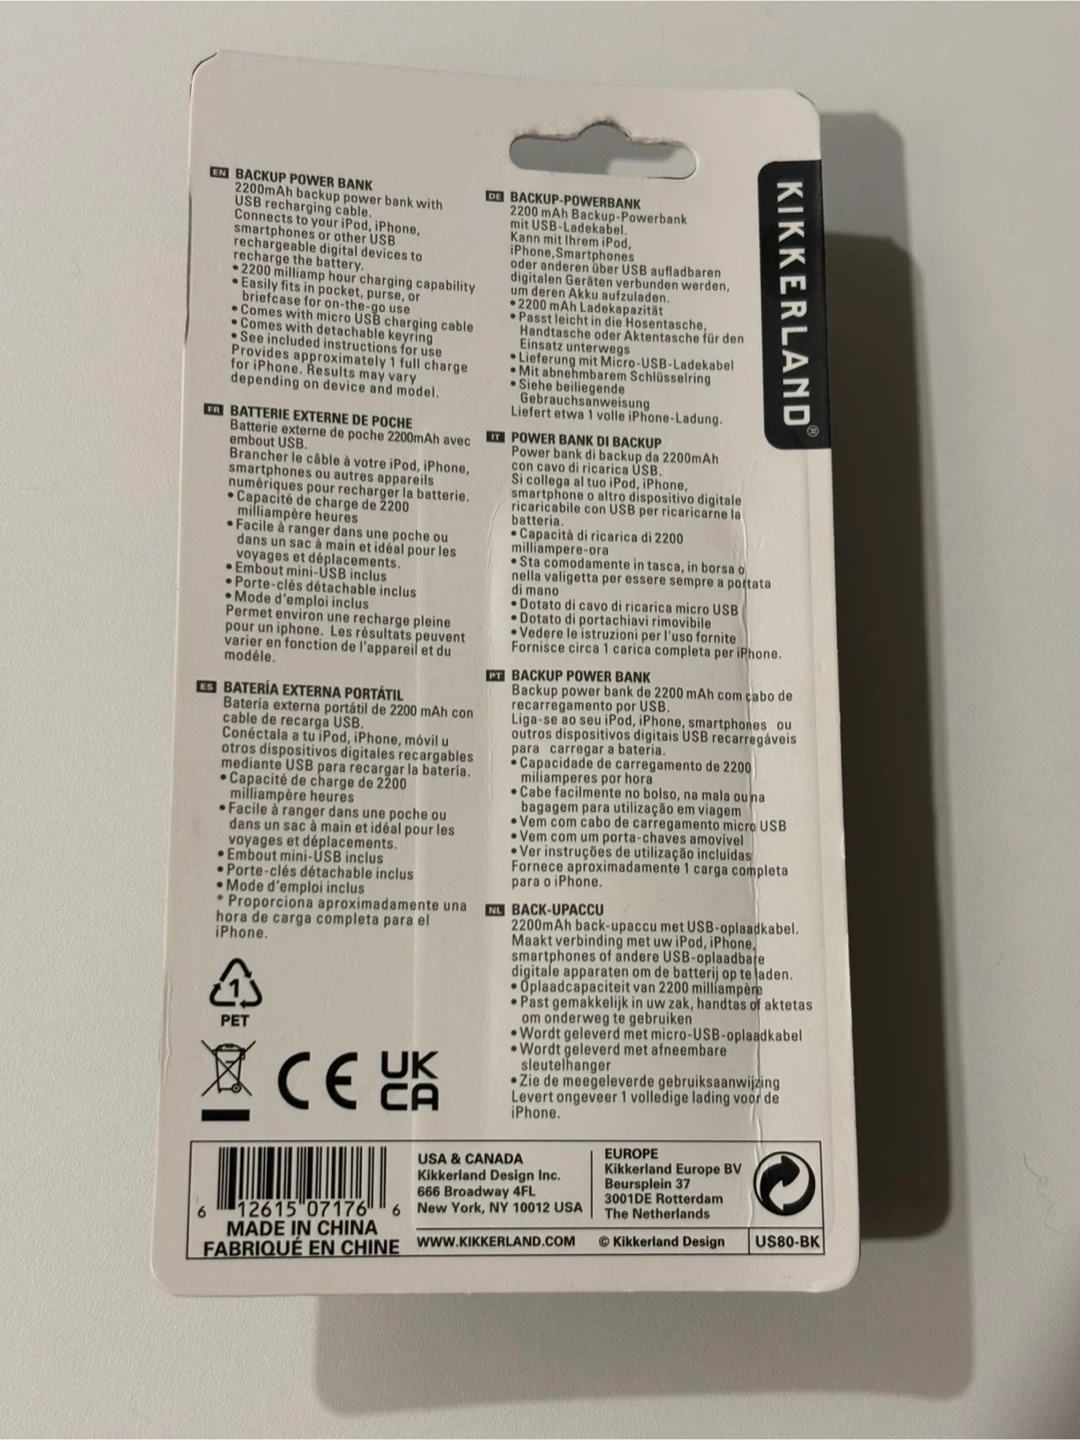 EN BACKUP POWER BANK
2200mAh backup power bank with
USB recharging cable.
Connects to your iPod, iPhone,
smartphones or other USB
rechargeable digital devices to
recharge the battery.
• 2200 milliamp hour charging capability
• Easily fits in pocket, purse, or
briefcase for on-the-go use
• Comes with micro USB charging cable
• Comes with detachable keyring
• See included instructions for use
Provides approximately 1 full charge
for iPhone. Results may vary
depending on device and model.
FR BATTERIE EXTERNE DE POCHE
Batterie externe de poche 2200mAh avec
embout USB.
Brancher le câble à votre iPod, iPhone,
smartphones ou autres appareils
numériques pour recharger la batterie.
• Capacité de charge de 2200
milliampère heures
• Facile à ranger dans une poche ou
dans un sac à main et idéal pour les
voyages et déplacements.
• Embout mini-USB inclus
• Porte-clés détachable inclus
• Mode d'emploi inclus
Permet environ une recharge pleine
pour un iphone. Les résultats peuvent
varier en fonction de l'appareil et du
modéle.
ES BATERÍA EXTERNA PORTÁTIL
Batería externa portátil de 2200 mAh con
cable de recarga USB.
Conéctala a tu iPod, iPhone, móvil u
otros dispositivos digitales recargables
mediante USB para recargar la batería.
• Capacité de charge de 2200
milliampère heures
• Facile à ranger dans une poche ou
dans un sac à main et idéal pour les
voyages et déplacements.
• Embout mini-USB inclus
• Porte-clés détachable inclus
• Mode d'emploi inclus
* Proporciona aproximadamente una
hora de carga completa para el
iPhone.
1
PET
CE UK
CA
DE BACKUP-POWERBANK
2200 mAh Backup-Powerbank
mit USB-Ladekabel.
Kann mit Ihrem iPod,
iPhone,Smartphones
oder anderen über USB aufladbaren
digitalen Geräten verbunden werden,
um deren Akku aufzuladen.
• 2200 mAh Ladekapazität
• Passt leicht in die Hosentasche,
Handtasche oder Aktentasche für den
Einsatz unterwegs
• Lieferung mit Micro-USB-Ladekabel
• Mit abnehmbarem Schlüsselring
• Siehe beiliegende
Gebrauchsanweisung
Liefert etwa 1 volle iPhone-Ladung.
IT POWER BANK DI BACKUP
Power bank di backup da 2200mAh
con cavo di ricarica USB.
Si collega al tuo iPod, iPhone,
smartphone o altro dispositivo digitale
ricaricabile con USB per ricaricarne la
batteria.
• Capacità di ricarica di 2200
milliampere-ora
• Sta comodamente in tasca, in borsa o
nella valigetta per essere sempre a portata
di mano
• Dotato di cavo di ricarica micro USB
• Dotato di portachiavi rimovibile
• Vedere le istruzioni per l'uso fornite
Fornisce circa 1 carica completa per iPhone.
PT BACKUP POWER BANK
Backup power bank de 2200 mAh com cabo de
recarregamento por USB.
Liga-se ao seu iPod, iPhone, smartphones ou
outros dispositivos digitais USB recarregáveis
para carregar a bateria.
• Capacidade de carregamento de 2200
miliamperes por hora
• Cabe facilmente no bolso, na mala ou na
bagagem para utilização em viagem
• Vem com cabo de carregamento micro USB
• Vem com um porta-chaves amovível
• Ver instruções de utilização incluídas
Fornece aproximadamente 1 carga completa
para o iPhone.
NL BACK-UPACCU
2200mAh back-upaccu met USB-oplaadkabel.
Maakt verbinding met uw iPod, iPhone,
smartphones of andere USB-oplaadbare
digitale apparaten om de batterij op te laden.
• Oplaadcapaciteit van 2200 milliampère
• Past gemakkelijk in uw zak, handtas of aktetas
om onderweg te gebruiken
• Wordt geleverd met micro-USB-oplaadkabel
• Wordt geleverd met afneembare
sleutelhanger
• Zie de meegeleverde gebruiksaanwijzing
Levert ongeveer 1 volledige lading voor de
iPhone.
KIKKERLAND®
6 12615 07176 6
MADE IN CHINA
FABRIQUÉ EN CHINE
USA & CANADA
Kikkerland Design Inc.
666 Broadway 4FL
New York, NY 10012 USA
EUROPE
Kikkerland Europe BV
Beursplein 37
3001DE Rotterdam
The Netherlands
WWW.KIKKERLAND.COM © Kikkerland Design US80-BK